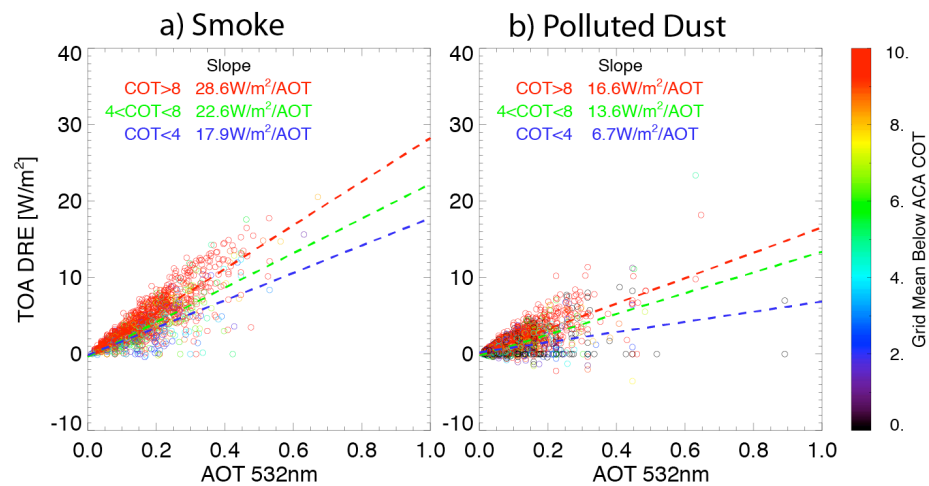 a) Smoke
b) Polluted Dust
TOA DRE [W/m²]
40
30
20
10
0
-10
Slope
COT>8 28.6W/m²/AOT
4<COT<8 22.6W/m²/AOT
COT<4 17.9W/m²/AOT
0.0 0.2 0.4 0.6 0.8 1.0
AOT 532nm
40
30
20
10
0
-10
Slope
COT>8 16.6W/m²/AOT
4<COT<8 13.6W/m²/AOT
COT<4 6.7W/m²/AOT
0.0 0.2 0.4 0.6 0.8 1.0
AOT 532nm
10.
8.
6.
4.
2.
0.
Grid Mean Below ACA COT